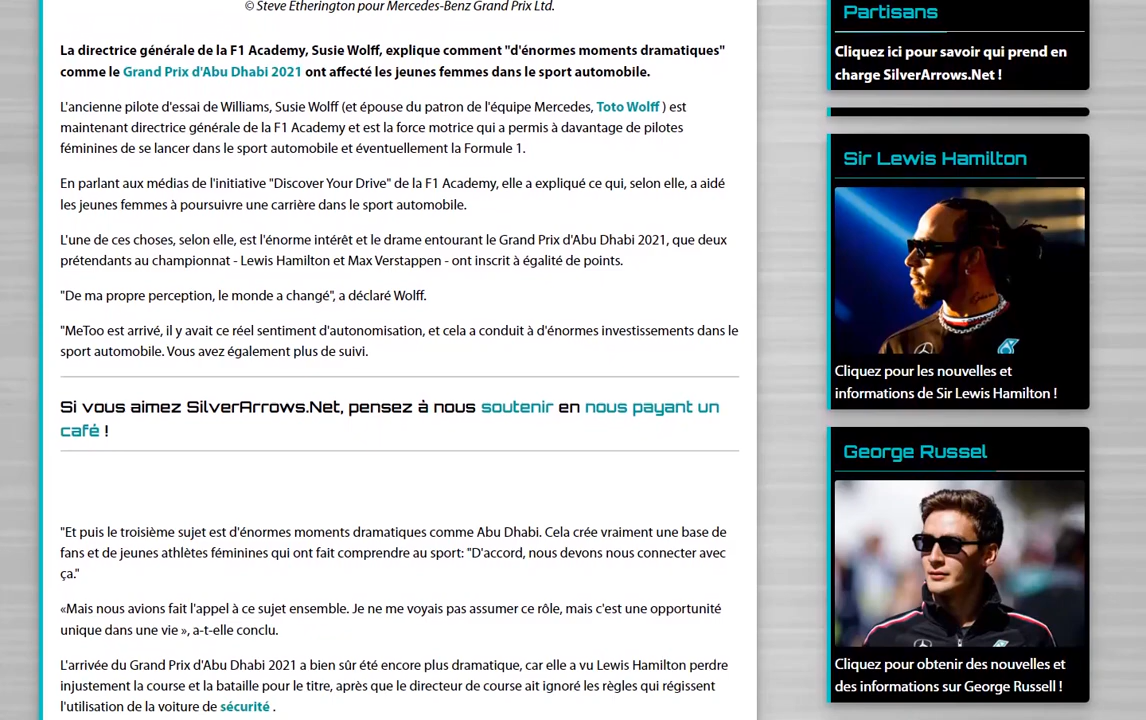 © Steve Etherington pour Mercedes-Benz Grand Prix Ltd.
La directrice générale de la F1 Academy, Susie Wolff, explique comment "d'énormes moments dramatiques"
comme le Grand Prix d'Abu Dhabi 2021 ont affecté les jeunes femmes dans le sport automobile.
L'ancienne pilote d'essai de Williams, Susie Wolff (et épouse du patron de l'équipe Mercedes, Toto Wolff ) est
maintenant directrice générale de la F1 Academy et est la force motrice qui a permis à davantage de pilotes
féminines de se lancer dans le sport automobile et éventuellement la Formule 1.
En parlant aux médias de l'initiative "Discover Your Drive" de la F1 Academy, elle a expliqué ce qui, selon elle, a aidé
les jeunes femmes à poursuivre une carrière dans le sport automobile.
L'une de ces choses, selon elle, est l'énorme intérêt et le drame entourant le Grand Prix d'Abu Dhabi 2021, que deux
prétendants au championnat - Lewis Hamilton et Max Verstappen - ont inscrit à égalité de points.
"De ma propre perception, le monde a changé", a déclaré Wolff.
"MeToo est arrivé, il y avait ce réel sentiment d'autonomisation, et cela a conduit à d'énormes investissements dans le
sport automobile. Vous avez également plus de suivi.
Si vous aimez SilverArrows.Net, pensez à nous soutenir en nous payant un
café !
"Et puis le troisième sujet est d'énormes moments dramatiques comme Abu Dhabi. Cela crée vraiment une base de
fans et de jeunes athlètes féminines qui ont fait comprendre au sport: "D'accord, nous devons nous connecter avec
ça."
«Mais nous avions fait l'appel à ce sujet ensemble. Je ne me voyais pas assumer ce rôle, mais c'est une opportunité
unique dans une vie », a-t-elle conclu.
L'arrivée du Grand Prix d'Abu Dhabi 2021 a bien sûr été encore plus dramatique, car elle a vu Lewis Hamilton perdre
injustement la course et la bataille pour le titre, après que le directeur de course ait ignoré les règles qui régissent
l'utilisation de la voiture de sécurité .
Partisans
Cliquez ici pour savoir qui prend en
charge SilverArrows.Net !
Sir Lewis Hamilton
Cliquez pour les nouvelles et
informations de Sir Lewis Hamilton !
George Russel
Cliquez pour obtenir des nouvelles et
des informations sur George Russell !